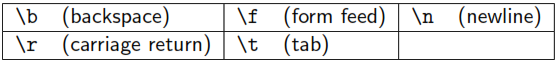 \b (backspace) \f (form feed) \n (newline)
\r (carriage return) \t (tab)